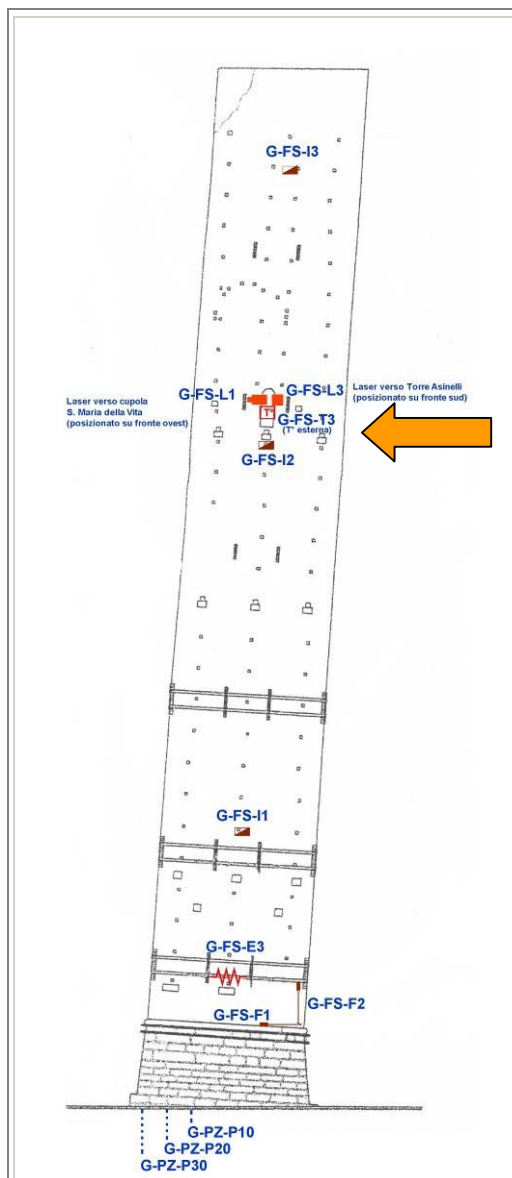 G-FS-I3
G-FS-L1
G-FS-L3
Laser verso cupola
S. Maria della Vita
(posizionato su fronte ovest)
Laser verso Torre Asinelli
(posizionato su fronte sud)
T°
G-FS-T3
(T° esterna)
G-FS-I2
G-FS-I1
G-FS-E3
G-FS-F2
G-FS-F1
G-PZ-P10
G-PZ-P20
G-PZ-P30